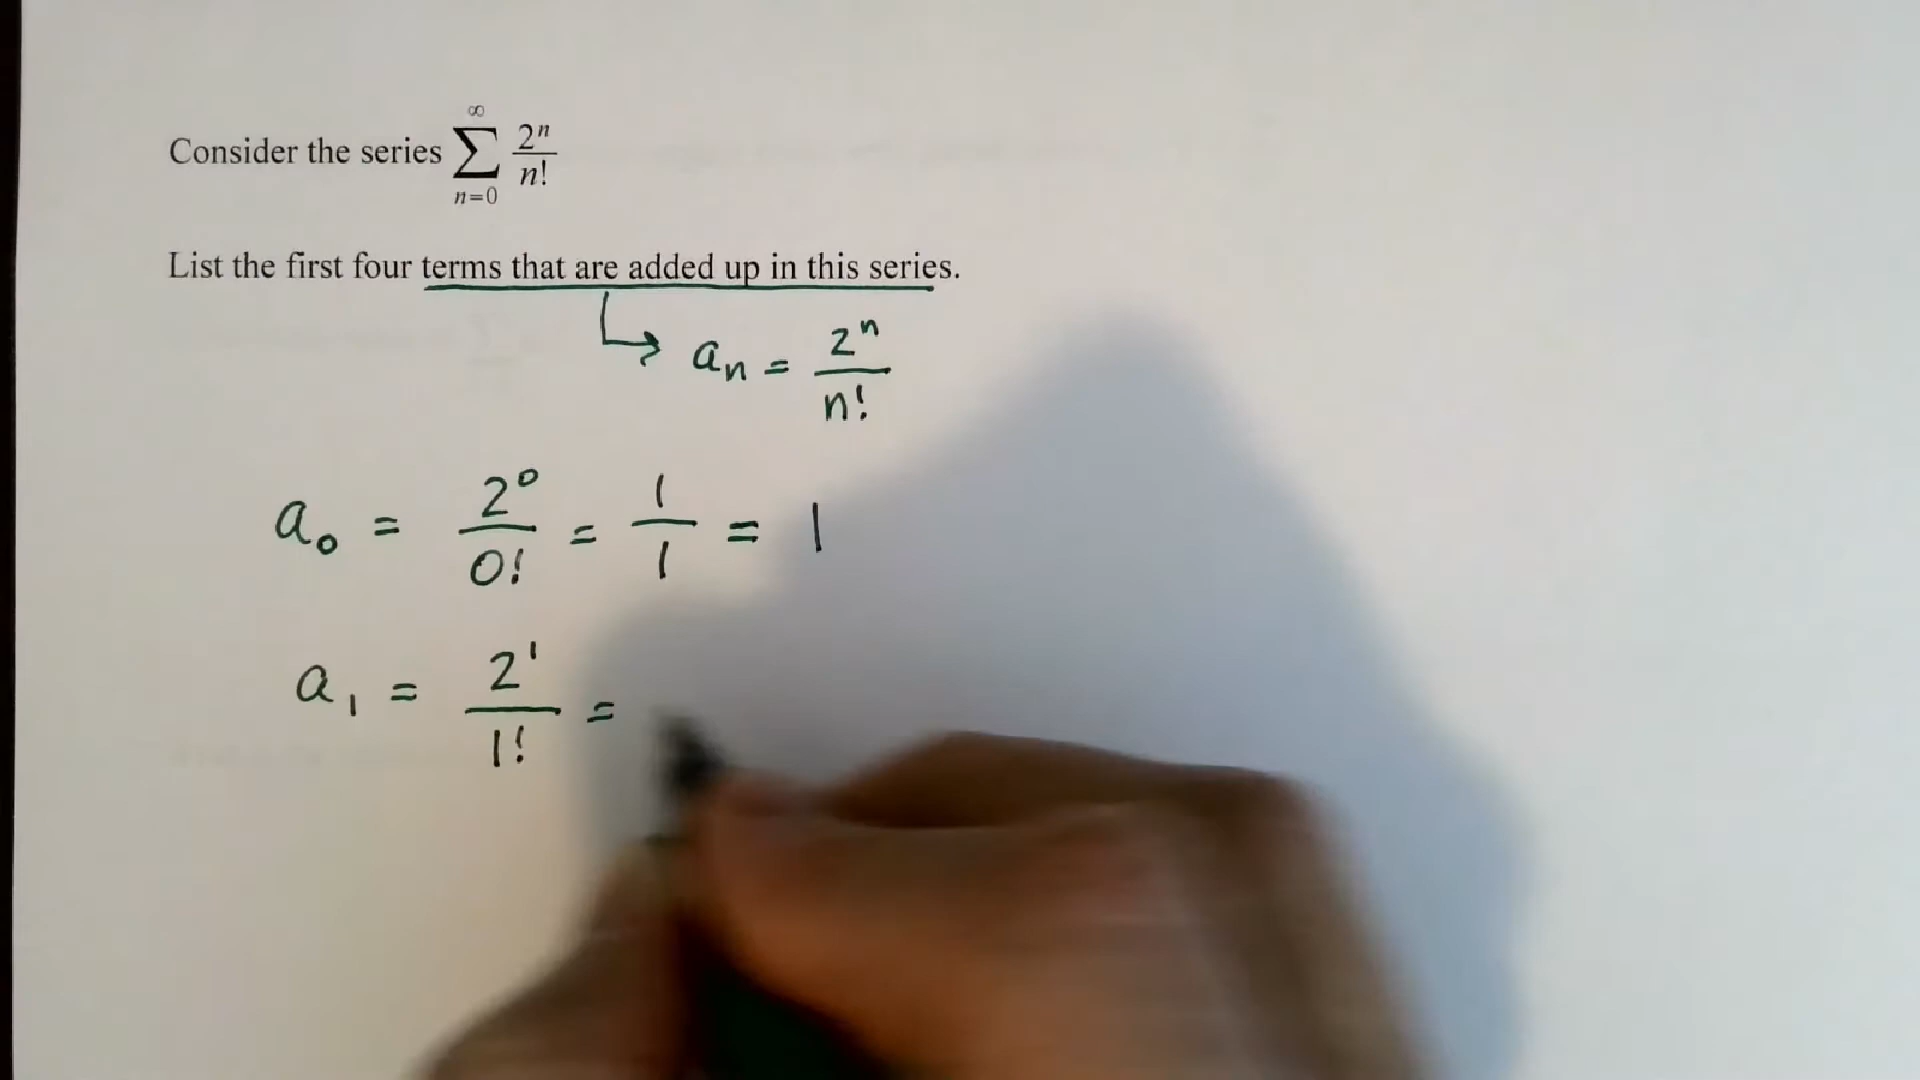 Consider the series ∑_{n=0}^{∞} 2ⁿ/n!
List the first four terms that are added up in this series.
↳ aₙ = 2ⁿ/n!
a₀ = 2⁰/0! = 1/1 = 1
a₁ = 2¹/1! =